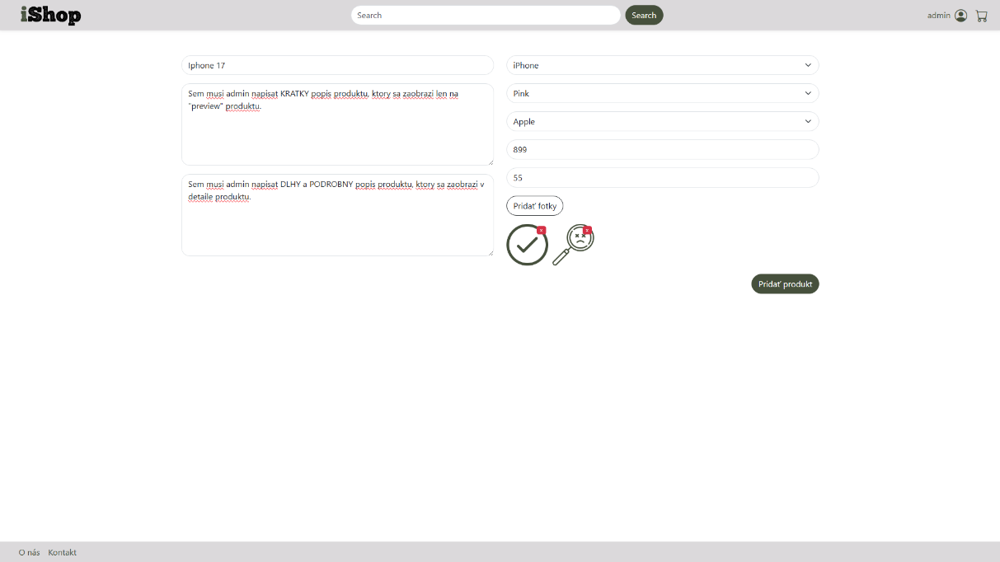 iShop
Search
Search
admin
Iphone 17
Sem musi admin napisat KRATKY popis produktu, ktory sa zaobrazi len na
"preview" produktu.
Sem musi admin napisat DLHY a PODROBNY popis produktu, ktory sa zaobrazi v
detaile produktu.
iPhone
Pink
Apple
899
55
Pridať fotky
x
x
Pridať produkt
O nás
Kontakt